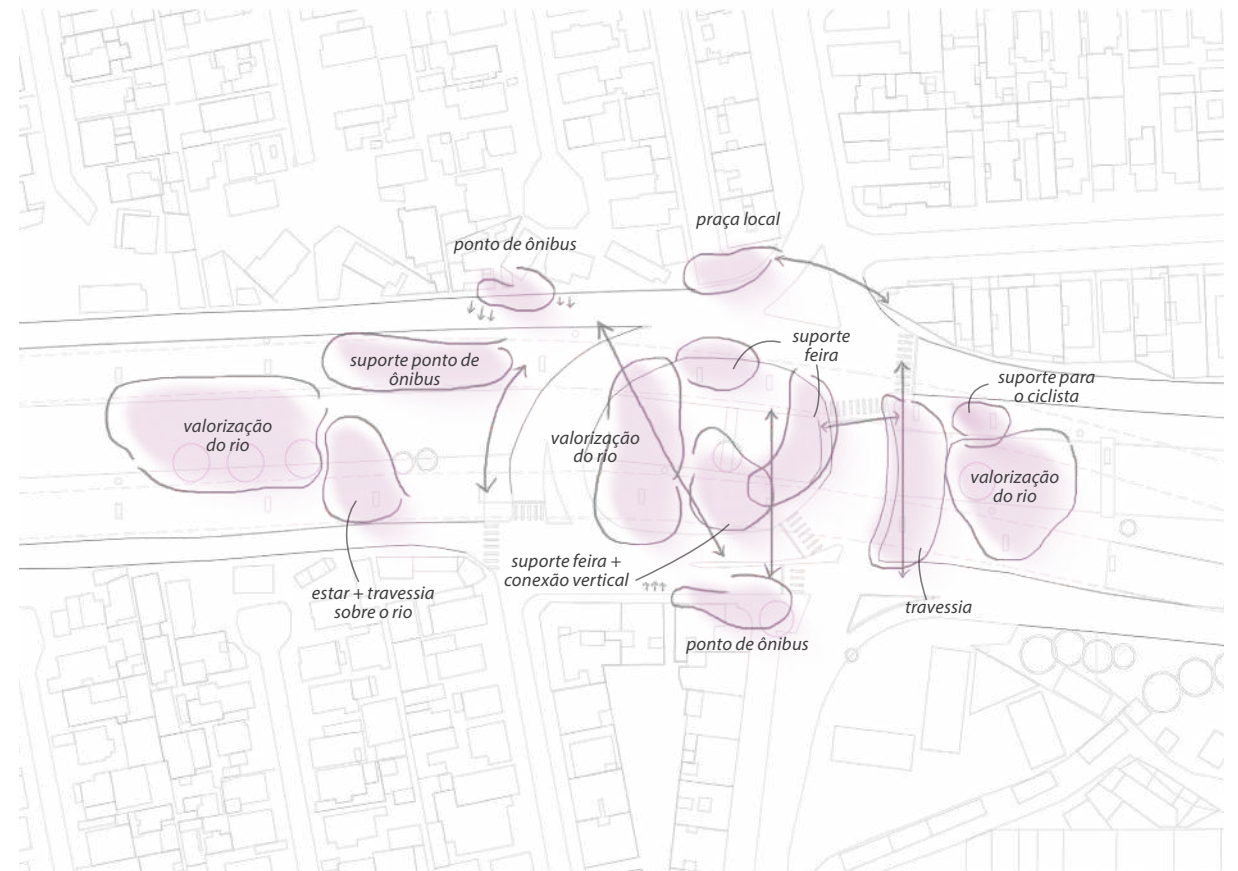 praça local
ponto de ônibus
suporte
feira
suporte ponto de
ônibus
suporte para
o ciclista
valorização
do rio
valorização
do rio
valorização
do rio
suporte feira +
conexão vertical
estar + travessia
sobre o rio
travessia
ponto de ônibus